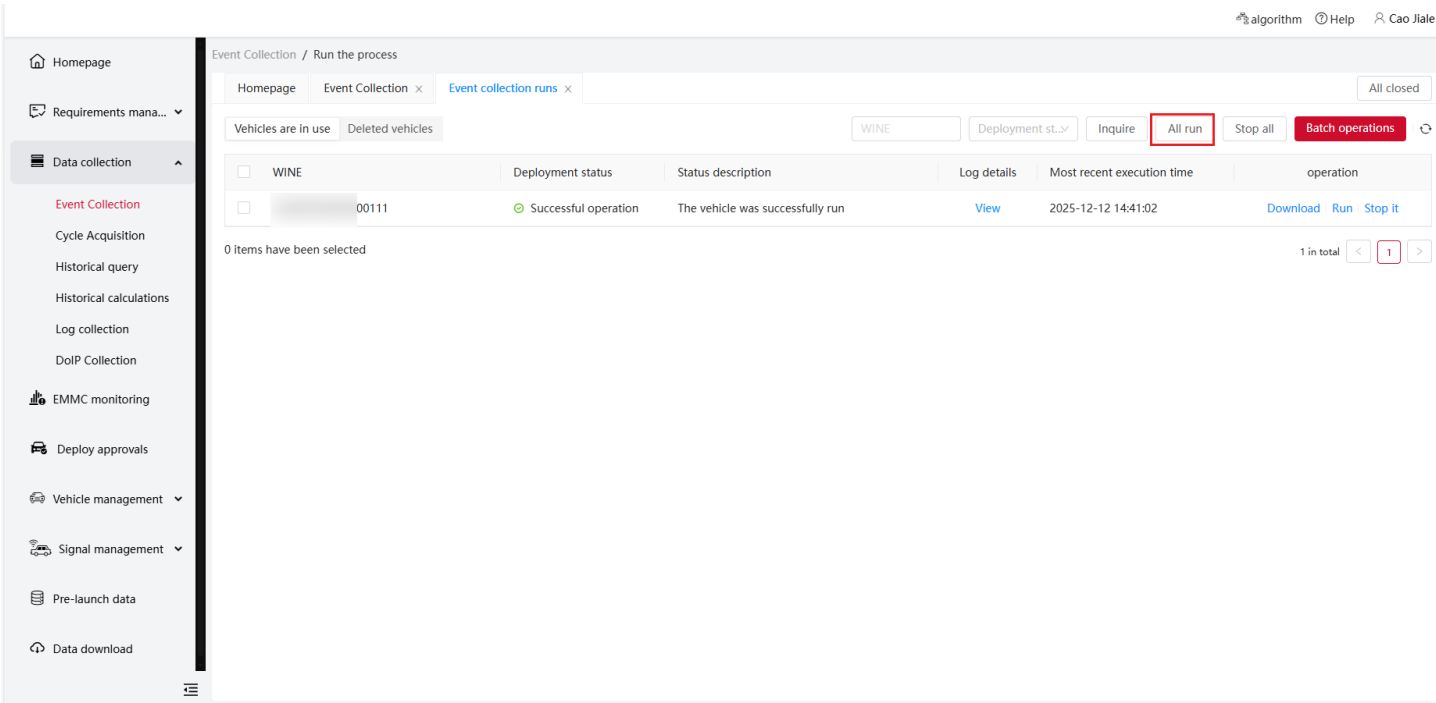 algorithm Help Cao Jiale
Homepage
Requirements mana...
Data collection
Event Collection
Cycle Acquisition
Historical query
Historical calculations
Log collection
DoIP Collection
EMMC monitoring
Deploy approvals
Vehicle management
Signal management
Pre-launch data
Data download
Event Collection / Run the process
Homepage Event Collection × Event collection runs × All closed
Vehicles are in use Deleted vehicles WINE Deployment st... Inquire All run Stop all Batch operations
WINE Deployment status Status description Log details Most recent execution time operation
00111 Successful operation The vehicle was successfully run View 2025-12-12 14:41:02 Download Run Stop it
0 items have been selected 1 in total < 1 >